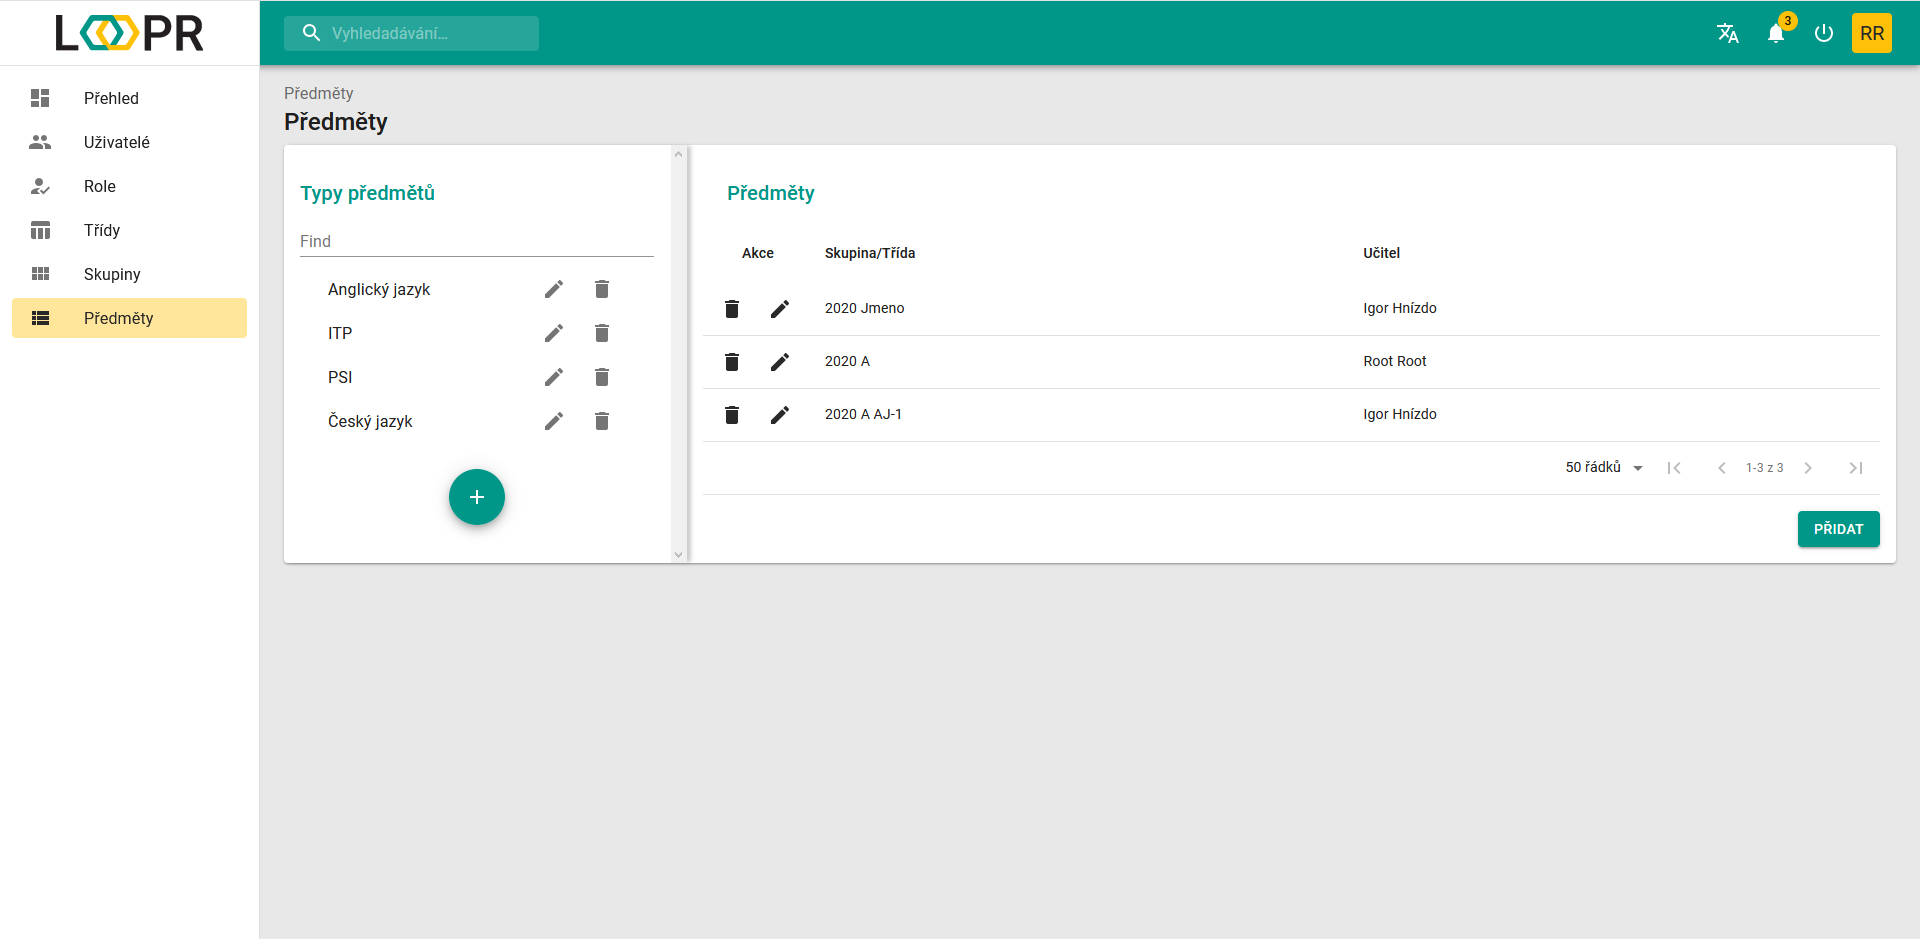 LOOPR
Vyhledadávání…
3
RR
Přehled
Uživatelé
Role
Třídy
Skupiny
Předměty
Předměty
Předměty
Typy předmětů
Find
Anglický jazyk
ITP
PSI
Český jazyk
Předměty
Akce Skupina/Třída Učitel
2020 Jmeno Igor Hnízdo
2020 A Root Root
2020 A AJ-1 Igor Hnízdo
50 řádků 1-3 z 3
PŘIDAT